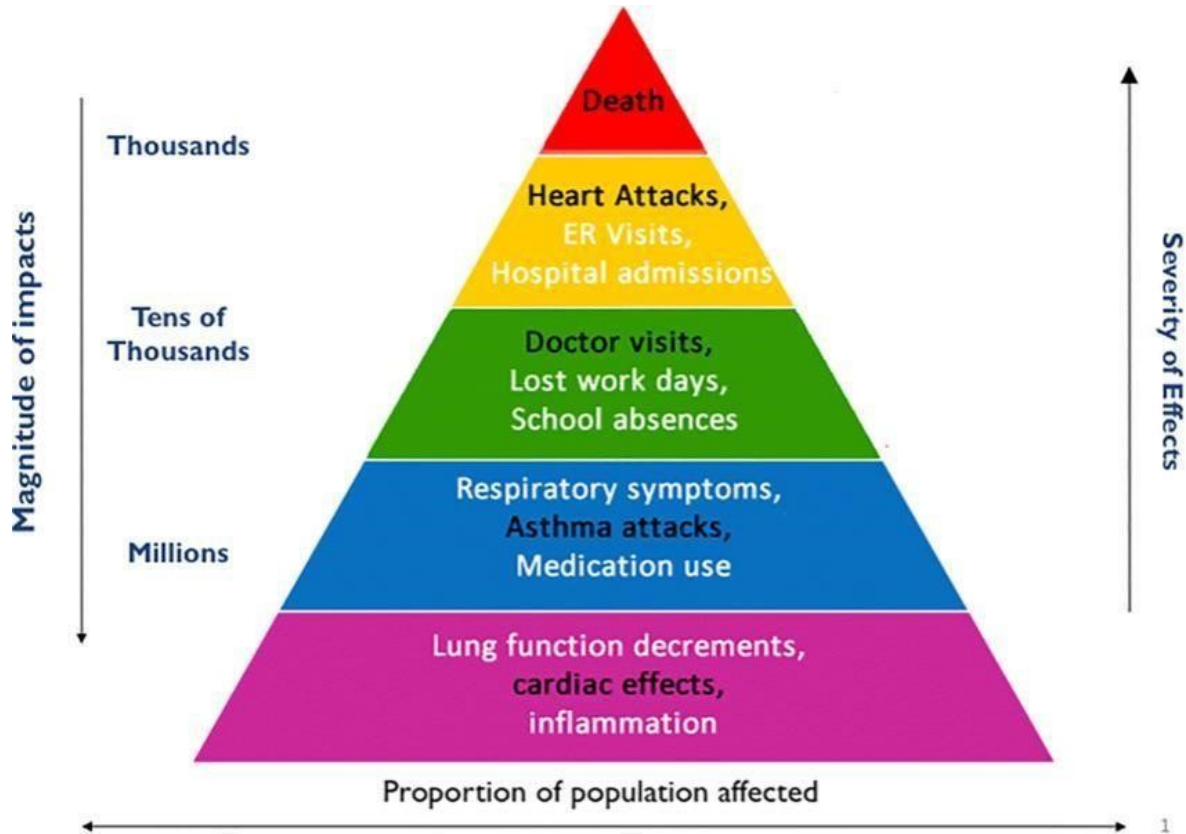 Death
Thousands
Heart Attacks,
ER Visits,
Hospital admissions
Tens of
Thousands
Doctor visits,
Lost work days,
School absences
Magnitude of impacts
Severity of Effects
Respiratory symptoms,
Asthma attacks,
Medication use
Millions
Lung function decrements,
cardiac effects,
inflammation
Proportion of population affected
1